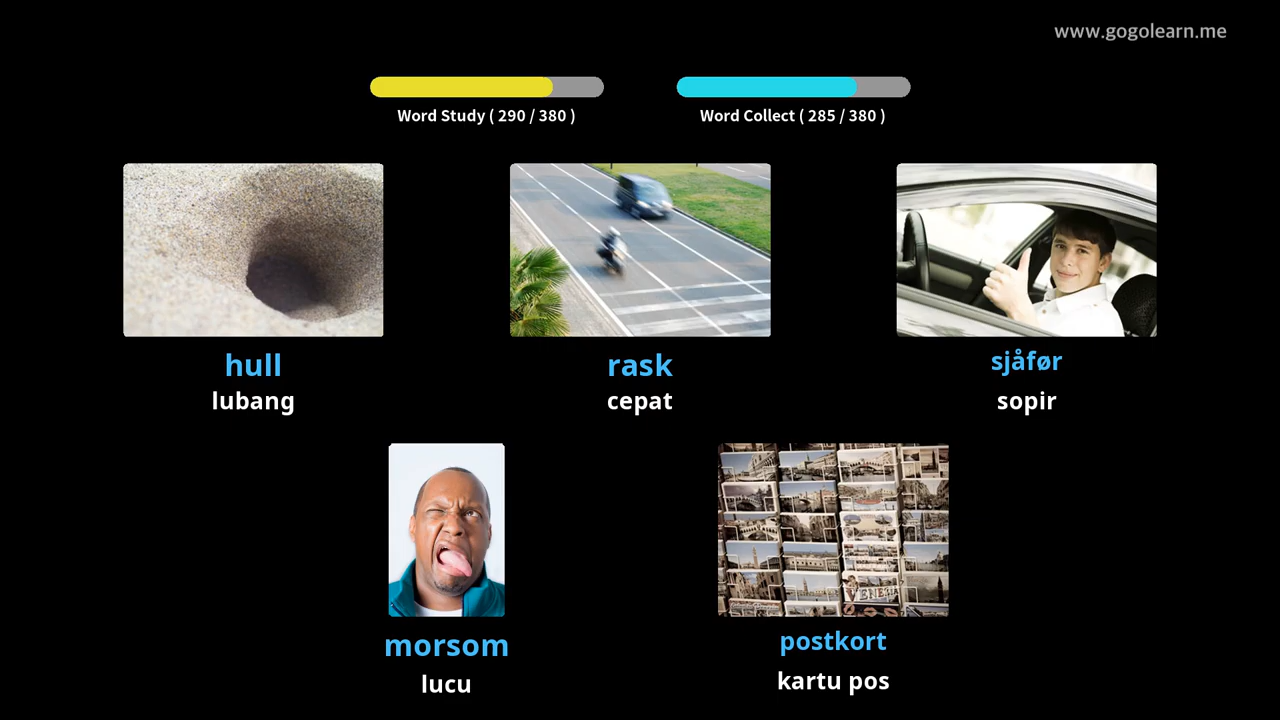 www.gogolearn.me
Word Study ( 290 / 380 )
Word Collect ( 285 / 380 )
hull
lubang
rask
cepat
sjåfør
sopir
morsom
lucu
postkort
kartu pos